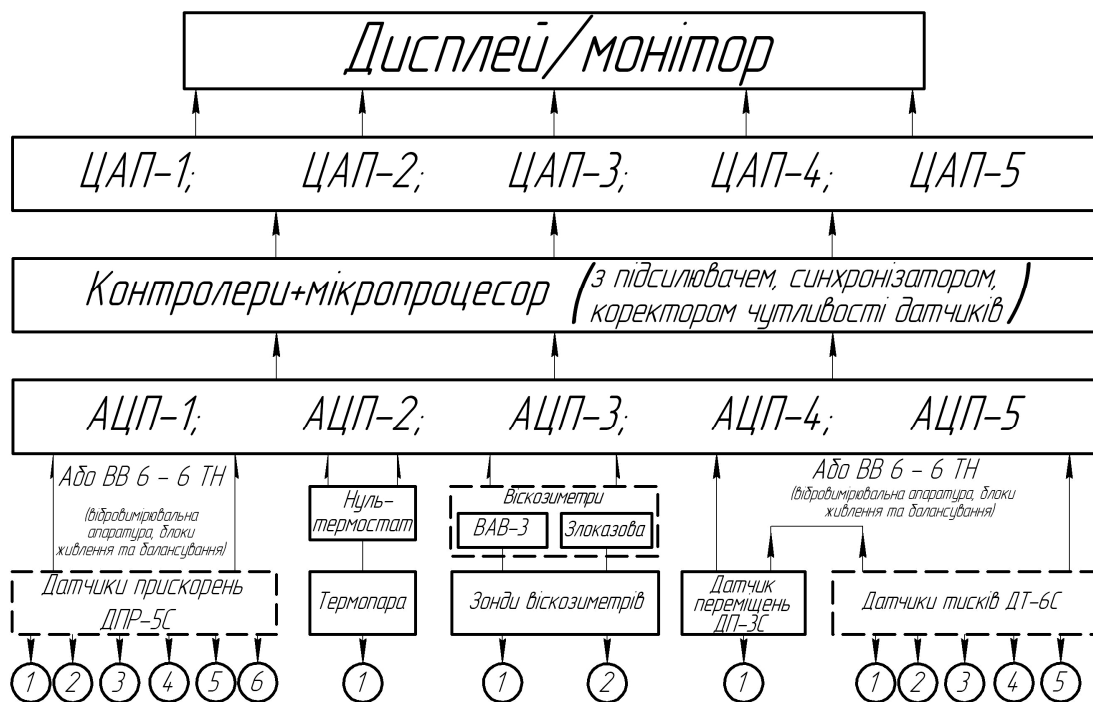 Дисплей/монітор
ЦАП-1; ЦАП-2; ЦАП-3; ЦАП-4; ЦАП-5
Контролери+мікропроцесор (з підсилювачем, синхронізатором,
коректором чутливості датчиків)
АЦП-1; АЦП-2; АЦП-3; АЦП-4; АЦП-5
Або ВВ 6 – 6 ТН
(вібровимірювальна
апаратура, блоки
живлення та балансування)
Нуль-
термостат
Віскозиметри
ВАВ-3
Злоказова
Або ВВ 6 – 6 ТН
(вібровимірювальна апаратура, блоки
живлення та балансування)
Датчики прискорень
ДПР-5С
Термопара
Зонди віскозиметрів
Датчик
переміщень
ДП-3С
Датчики тисків ДТ-6С
1 2 3 4 5 6 1 1 2 1 1 2 3 4 5